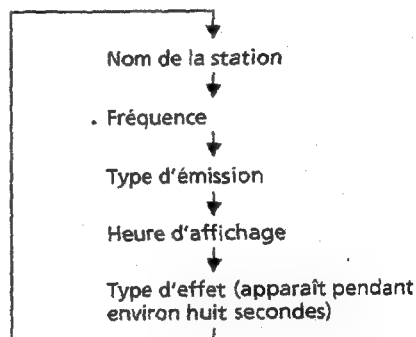 Nom de la station
Fréquence
Type d'émission
Heure d'affichage
Type d'effet (apparaît pendant
environ huit secondes)